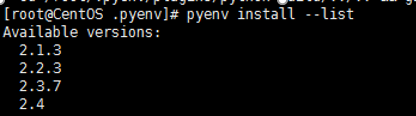 [root@CentOS .pyenv]# pyenv install --list
Available versions:
2.1.3
2.2.3
2.3.7
2.4